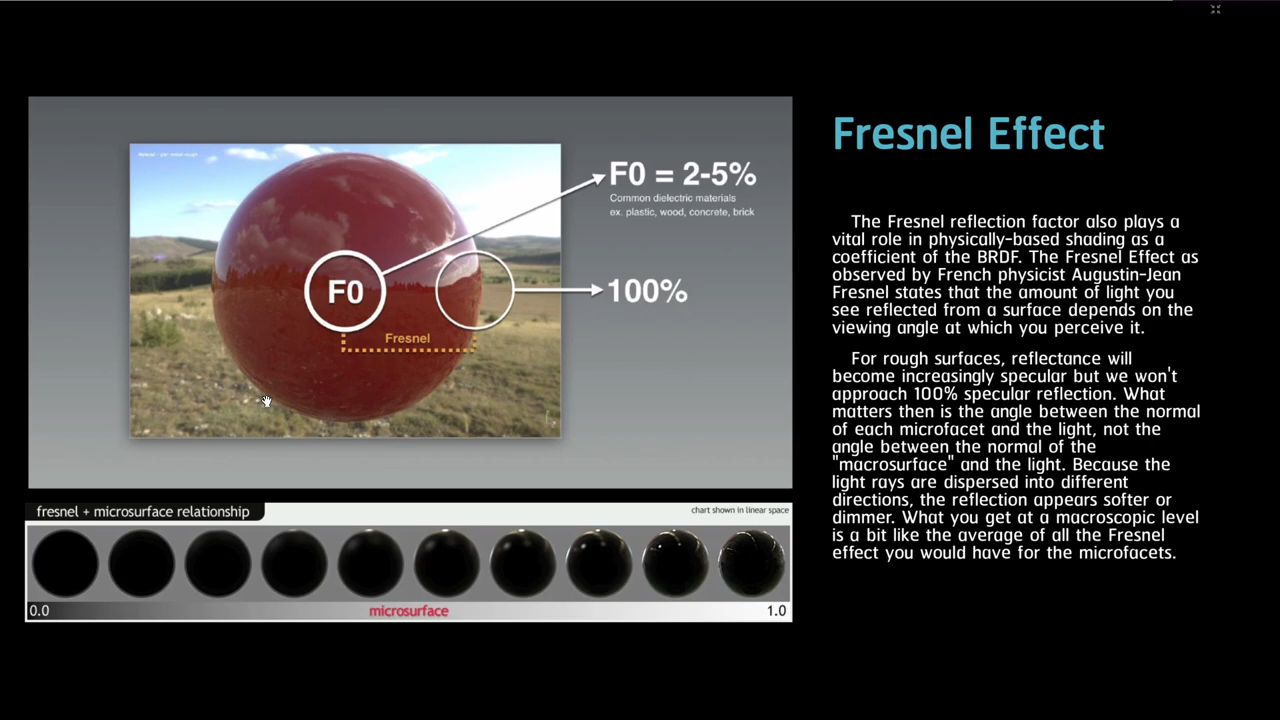 Fresnel Effect
F0 = 2-5%
Common dielectric materials
ex. plastic, wood, concrete, brick
F0
100%
Fresnel
The Fresnel reflection factor also plays a
vital role in physically-based shading as a
coefficient of the BRDF. The Fresnel Effect as
observed by French physicist Augustin-Jean
Fresnel states that the amount of light you
see reflected from a surface depends on the
viewing angle at which you perceive it.
For rough surfaces, reflectance will
become increasingly specular but we won't
approach 100% specular reflection. What
matters then is the angle between the normal
of each microfacet and the light, not the
angle between the normal of the
"macrosurface" and the light. Because the
light rays are dispersed into different
directions, the reflection appears softer or
dimmer. What you get at a macroscopic level
is a bit like the average of all the Fresnel
effect you would have for the microfacets.
fresnel + microsurface relationship
chart shown in linear space
0.0
microsurface
1.0